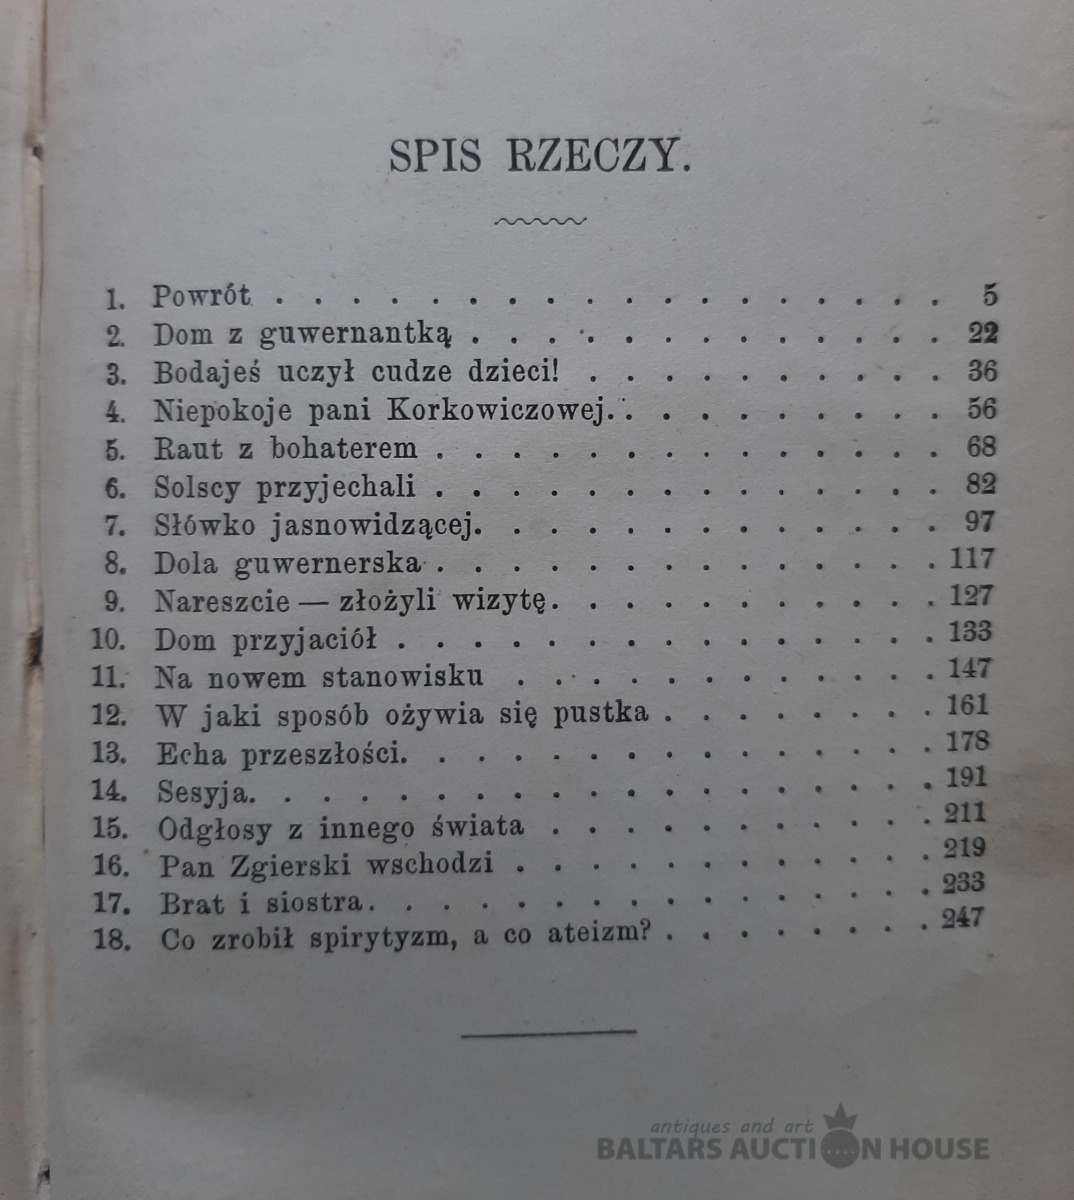 SPIS RZECZY.
1. Powrót . . . . . . . . . . . . . . . . . . 5
2. Dom z guwernantką . . . . . . . . . . . . . 22
3. Bodajeś uczył cudze dzieci! . . . . . . . . . . 36
4. Niepokoje pani Korkowiczowej. . . . . . . . . . 56
5. Raut z bohaterem . . . . . . . . . . . . . . 68
6. Solscy przyjechali . . . . . . . . . . . . . . 82
7. Słówko jasnowidzącej. . . . . . . . . . . . . 97
8. Dola guwernerska . . . . . . . . . . . . . . 117
9. Nareszcie — złożyli wizytę. . . . . . . . . . . 127
10. Dom przyjaciół . . . . . . . . . . . . . . . 133
11. Na nowem stanowisku . . . . . . . . . . . . 147
12. W jaki sposób ożywia się pustka . . . . . . . . 161
13. Echa przeszłości. . . . . . . . . . . . . . . 178
14. Sesyja. . . . . . . . . . . . . . . . . . . 191
15. Odgłosy z innego świata . . . . . . . . . . . 211
16. Pan Zgierski wschodzi . . . . . . . . . . . . 219
17. Brat i siostra. . . . . . . . . . . . . . . . 233
18. Co zrobił spirytyzm, a co ateizm? . . . . . . . . 247
antiques and art
BALTARS AUCTION HOUSE